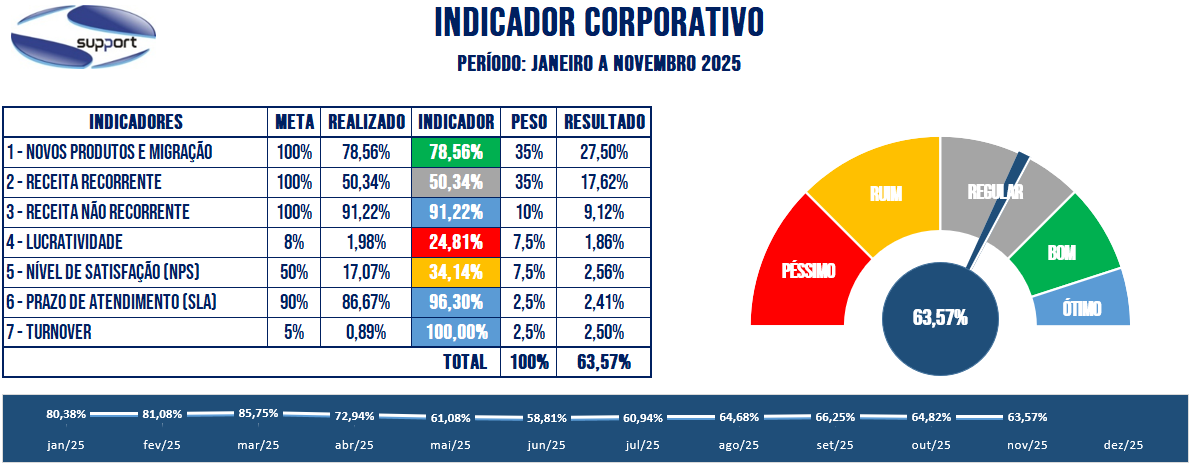 support
INDICADOR CORPORATIVO
PERÍODO: JANEIRO A NOVEMBRO 2025
INDICADORES META REALIZADO INDICADOR PESO RESULTADO
1 - NOVOS PRODUTOS E MIGRAÇÃO 100% 78,56% 78,56% 35% 27,50%
2 - RECEITA RECORRENTE 100% 50,34% 50,34% 35% 17,62%
3 - RECEITA NÃO RECORRENTE 100% 91,22% 91,22% 10% 9,12%
4 - LUCRATIVIDADE 8% 1,98% 24,81% 7,5% 1,86%
5 - NÍVEL DE SATISFAÇÃO (NPS) 50% 17,07% 34,14% 7,5% 2,56%
6 - PRAZO DE ATENDIMENTO (SLA) 90% 86,67% 96,30% 2,5% 2,41%
7 - TURNOVER 5% 0,89% 100,00% 2,5% 2,50%
TOTAL 100% 63,57%
PÉSSIMO
RUIM
REGULAR
BOM
ÓTIMO
63,57%
80,38% 81,08% 85,75% 72,94% 61,08% 58,81% 60,94% 64,68% 66,25% 64,82% 63,57%
jan/25 fev/25 mar/25 abr/25 mai/25 jun/25 jul/25 ago/25 set/25 out/25 nov/25 dez/25